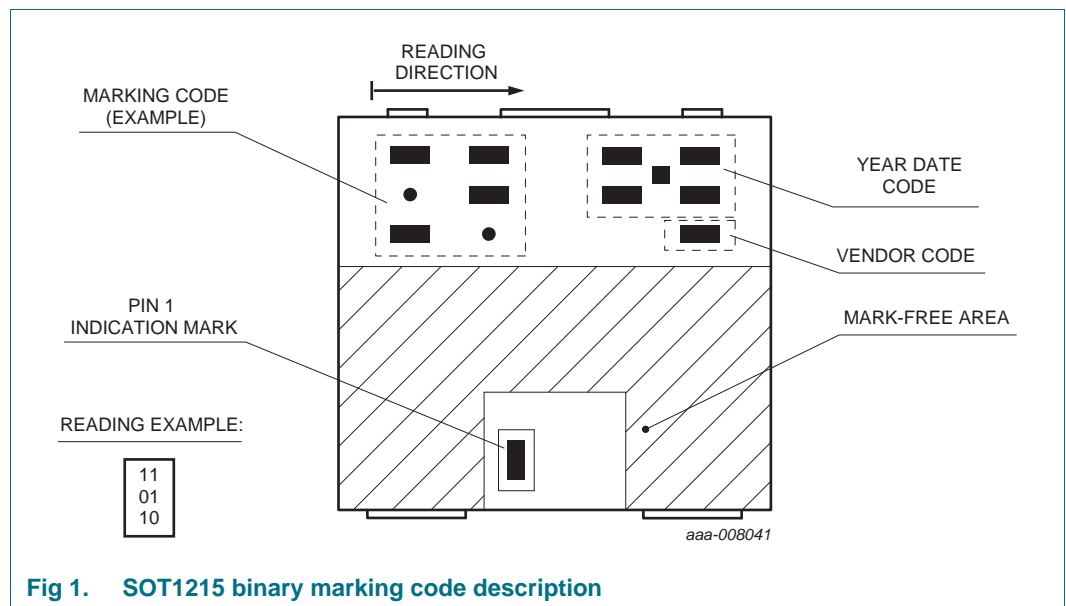 READING
DIRECTION
MARKING CODE
(EXAMPLE)
YEAR DATE
CODE
VENDOR CODE
PIN 1
INDICATION MARK
MARK-FREE AREA
READING EXAMPLE:
11
01
10
aaa-008041
Fig 1. SOT1215 binary marking code description